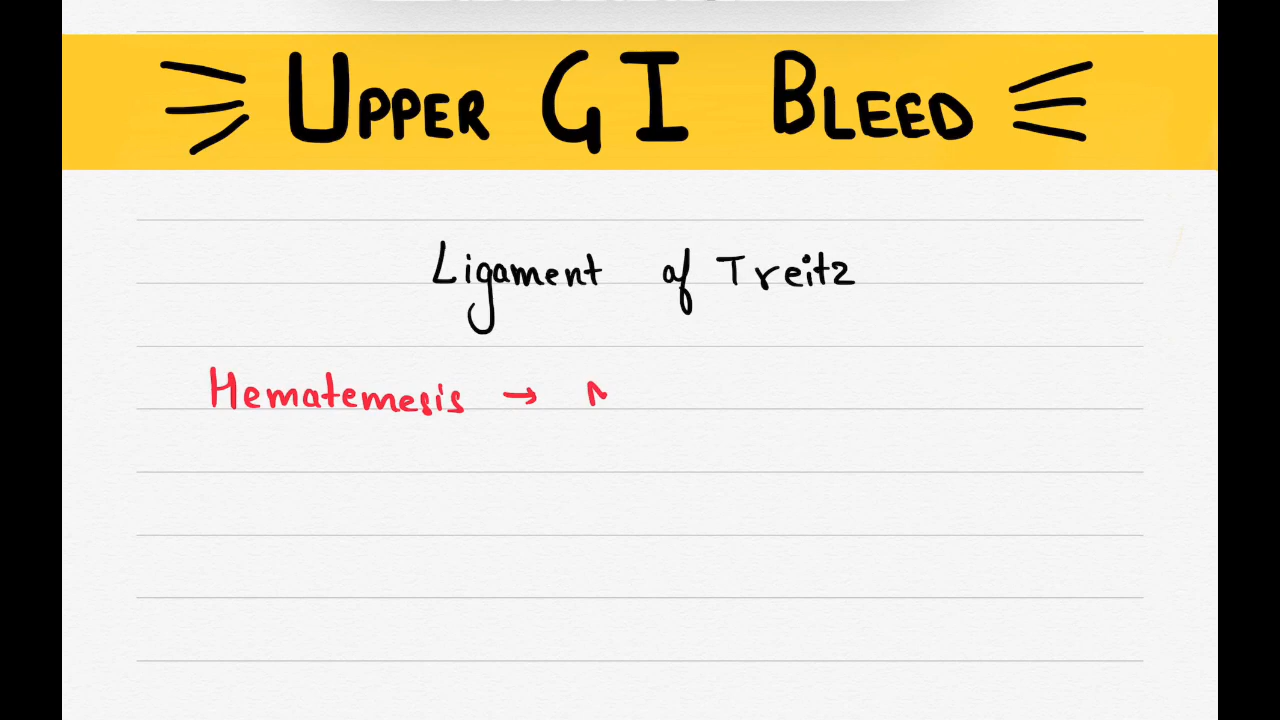 UPPER GI BLEED
Ligament of Treitz
Hematemesis →